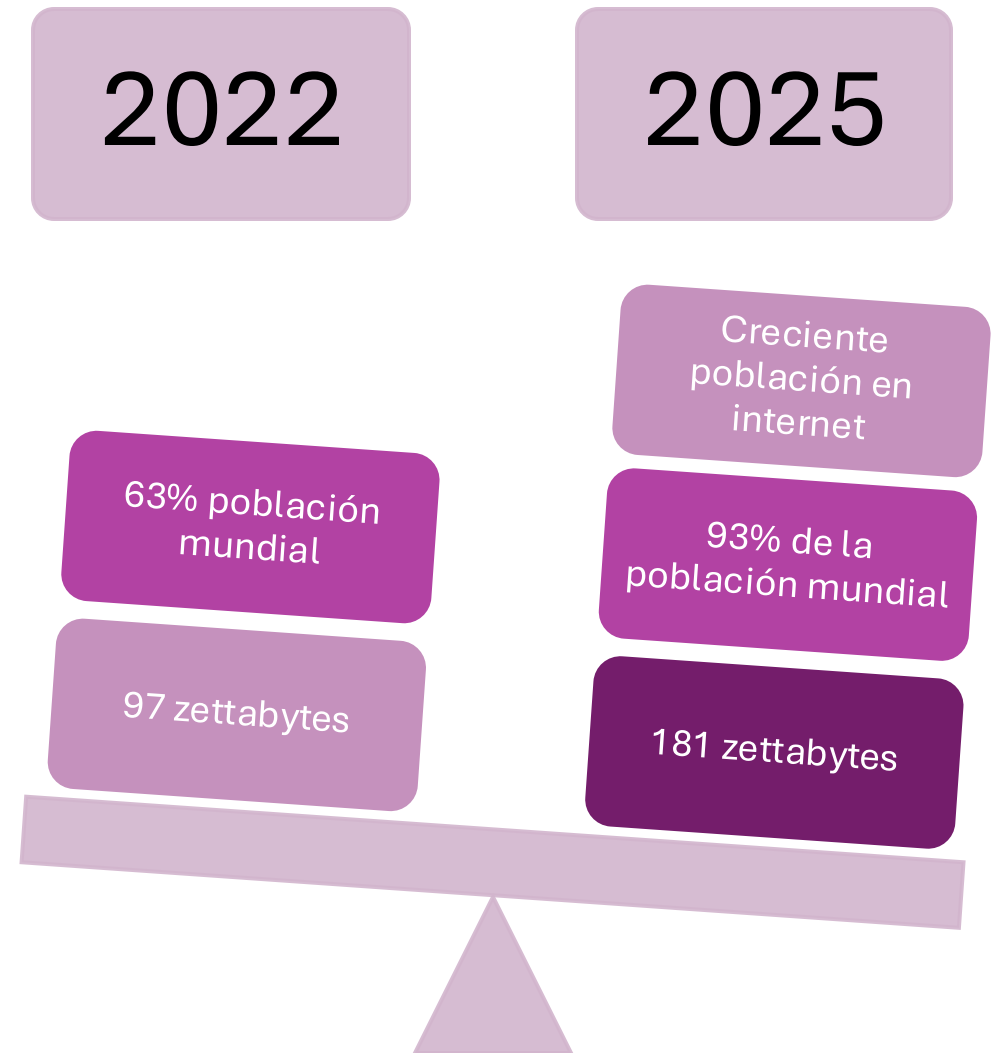 2022
2025
63% población
mundial
97 zettabytes
Creciente
población en
internet
93% de la
población mundial
181 zettabytes